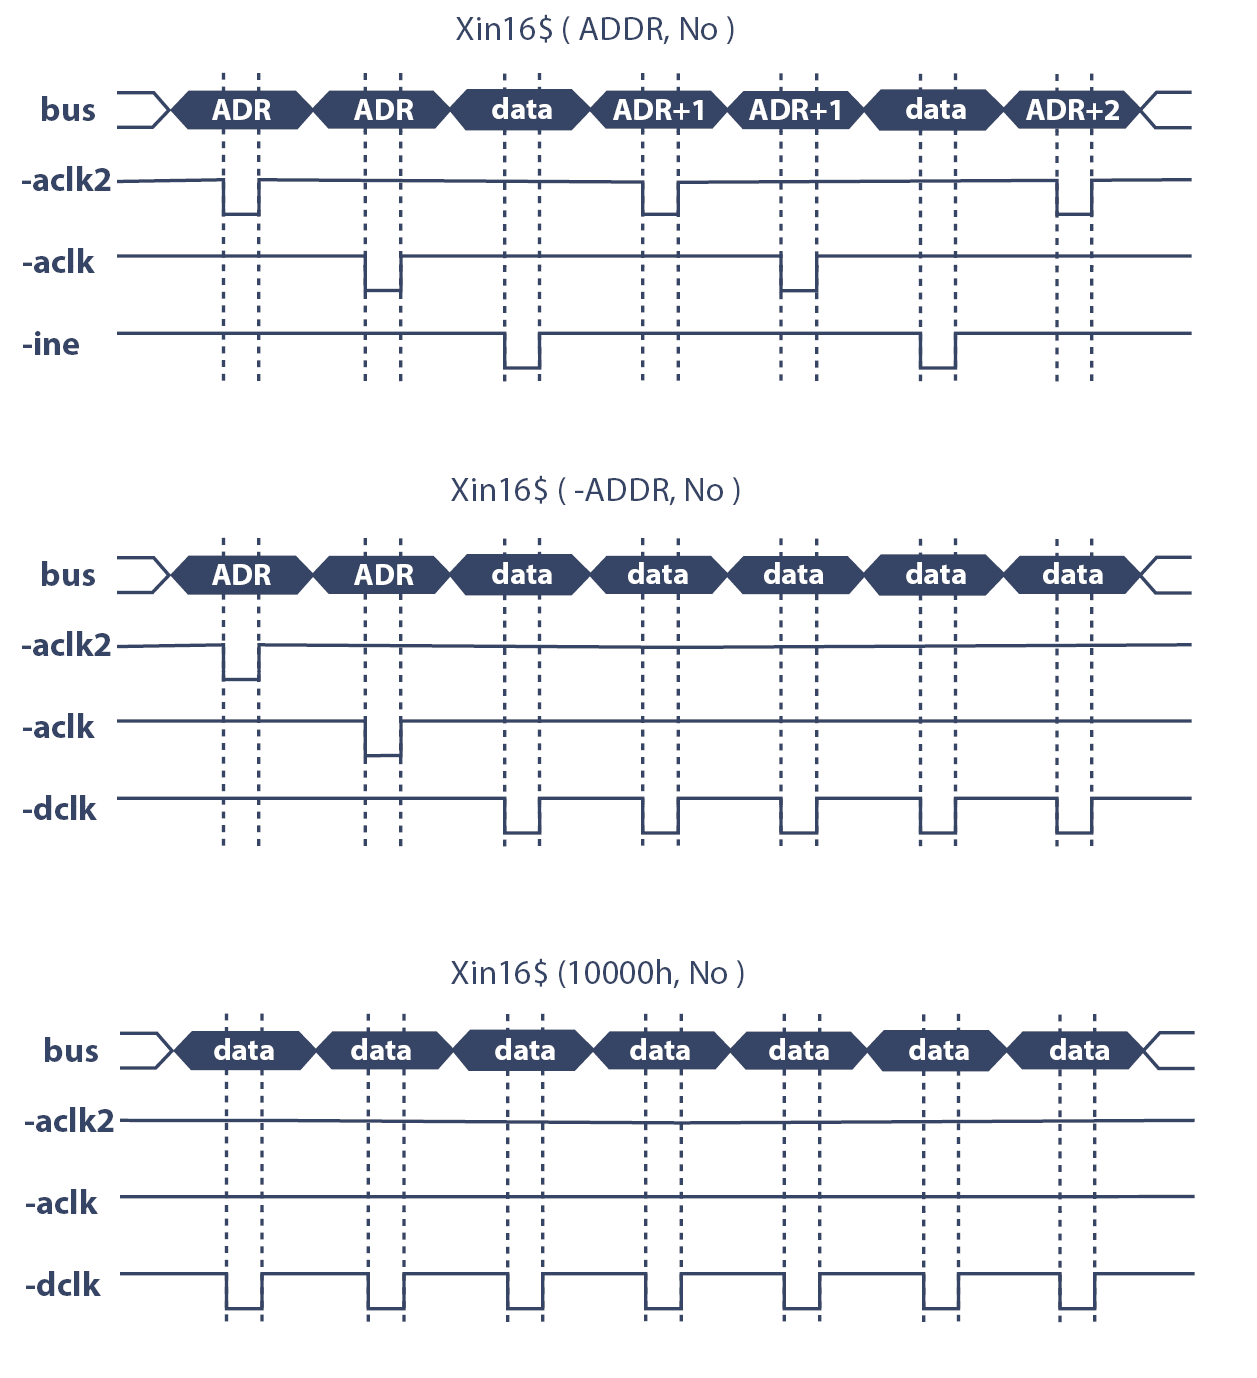 Xin16$ ( ADDR, No )
bus ADR ADR data ADR+1 ADR+1 data ADR+2
-aclk2
-aclk
-ine
Xin16$ ( -ADDR, No )
bus ADR ADR data data data data data
-aclk2
-aclk
-dclk
Xin16$ (10000h, No )
bus data data data data data data data
-aclk2
-aclk
-dclk